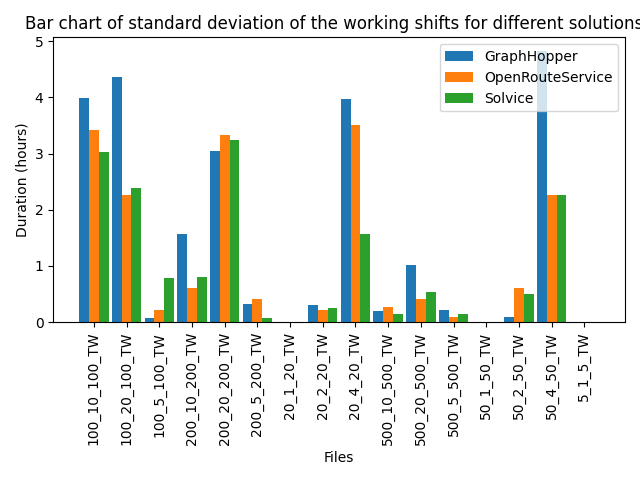 Bar chart of standard deviation of the working shifts for different solutions
GraphHopper
OpenRouteService
Solvice
Duration (hours)
5
4
3
2
1
0
100_10_100_TW
100_20_100_TW
100_5_100_TW
200_10_200_TW
200_20_200_TW
200_5_200_TW
20_1_20_TW
20_2_20_TW
20_4_20_TW
500_10_500_TW
500_20_500_TW
500_5_500_TW
50_1_50_TW
50_2_50_TW
50_4_50_TW
5_1_5_TW
Files